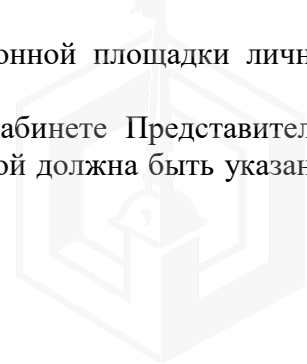 онной площадки личн
абинете Представител
ой должна быть указан